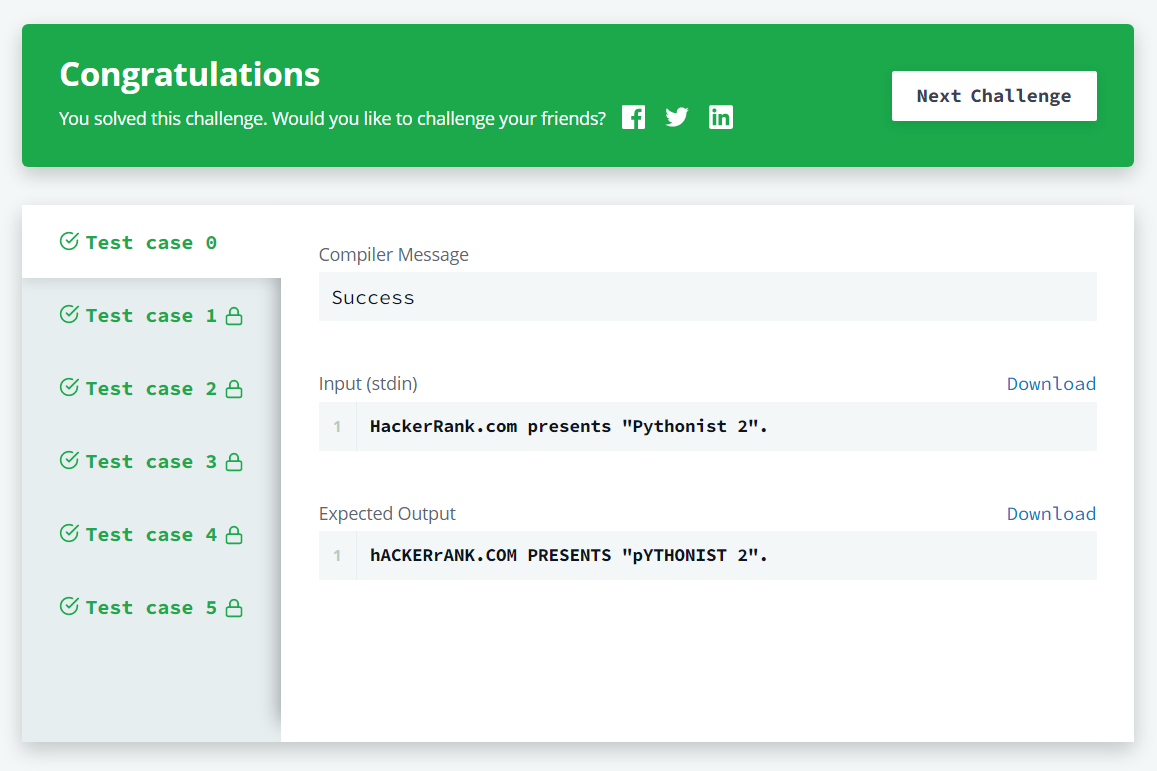 Congratulations
You solved this challenge. Would you like to challenge your friends?
Next Challenge
Test case 0
Test case 1
Test case 2
Test case 3
Test case 4
Test case 5
Compiler Message
Success
Input (stdin)
Download
1 HackerRank.com presents "Pythonist 2".
Expected Output
Download
1 hACKERrANK.COM PRESENTS "pYTHONIST 2".